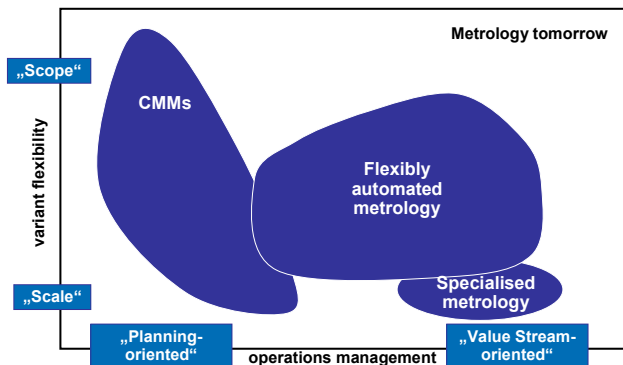 Metrology tomorrow
„Scope“
CMMs
variant flexibility
Flexibly
automated
metrology
„Scale“
Specialised
metrology
„Planning-
oriented“
operations management
„Value Stream-
oriented“